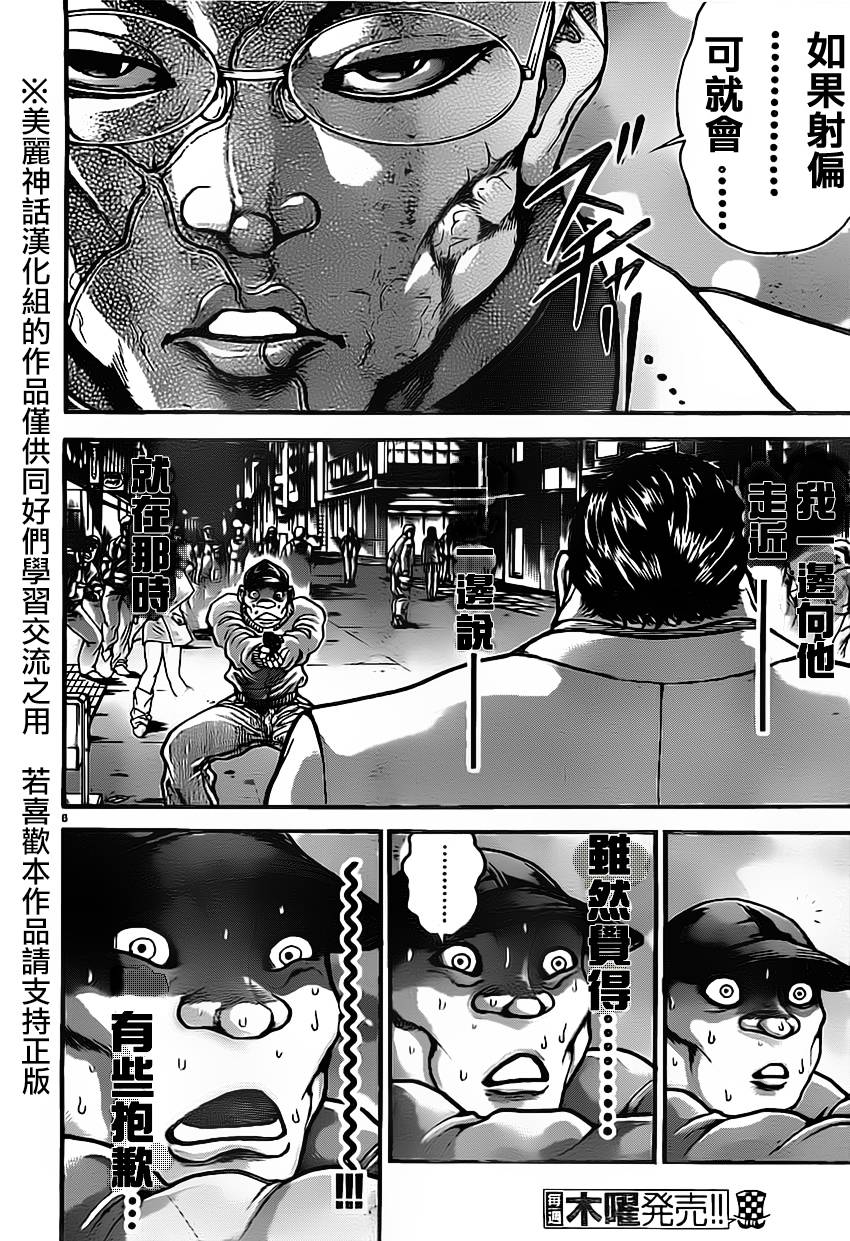 如果射偏
…………
可就會……
ズチャ…
我一邊向他
走近——
一邊說——
就在那時
雖然覺得……
……
!!!
有些抱歉…
6
毎週木曜発売!!
※美麗神話漢化組的作品僅供同好們學習交流之用 若喜歡本作品請支持正版